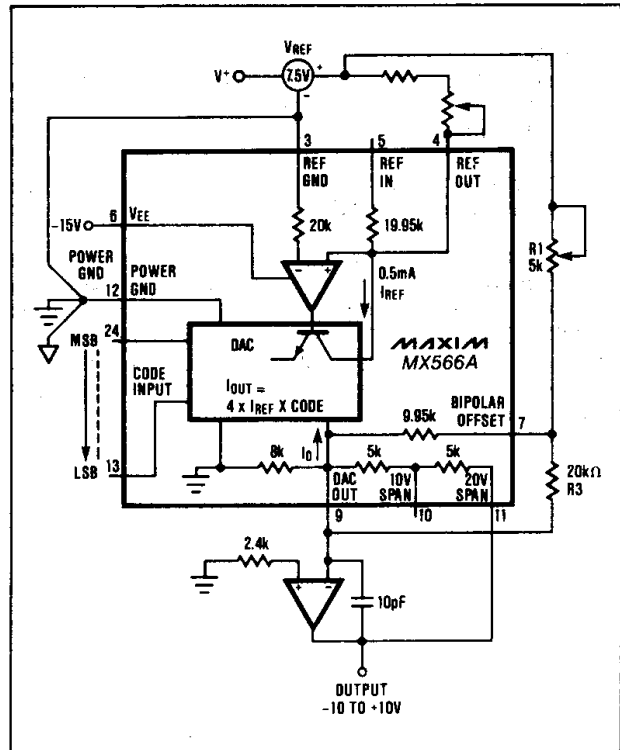 VREF
V+
7.5V
+
-
3
5
4
REF GND
REF IN
REF OUT
6
VEE
-15V
20k
19.95k
R1
5k
POWER GND
12
POWER GND
- +
0.5mA
IREF
24
MSB
DAC
MAXIM
MX566A
CODE INPUT
IOUT =
4 x IREF X CODE
9.95k
BIPOLAR OFFSET
7
LSB
13
8k
IO
5k
5k
20kΩ
R3
DAC OUT
10V SPAN
20V SPAN
9
10
11
2.4k
+ -
10pF
OUTPUT
-10 TO +10V